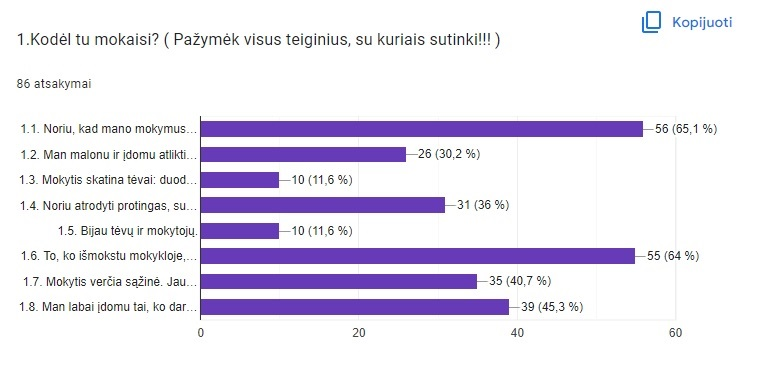 Kopijuoti
1.Kodėl tu mokaisi? ( Pažymėk visus teiginius, su kuriais sutinki!!! )
86 atsakymai
1.1. Noriu, kad mano mokymus... 56 (65,1 %)
1.2. Man malonu ir įdomu atlikti... 26 (30,2 %)
1.3. Mokytis skatina tėvai: duod... 10 (11,6 %)
1.4. Noriu atrodyti protingas, su... 31 (36 %)
1.5. Bijau tėvų ir mokytojų. 10 (11,6 %)
1.6. To, ko išmokstu mokykloje,... 55 (64 %)
1.7. Mokytis verčia sąžinė. Jau... 35 (40,7 %)
1.8. Man labai įdomu tai, ko dar... 39 (45,3 %)
0 20 40 60